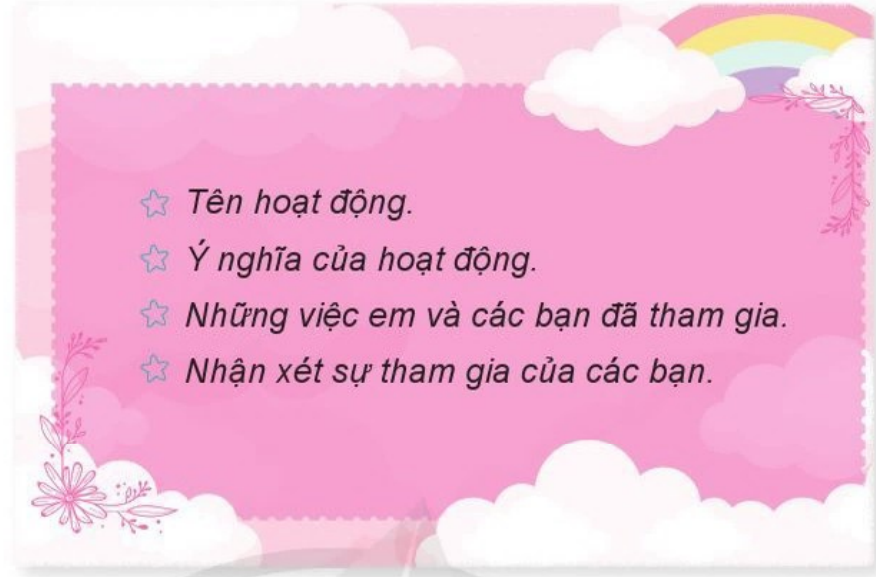 Tên hoạt động.
Ý nghĩa của hoạt động.
Những việc em và các bạn đã tham gia.
Nhận xét sự tham gia của các bạn.